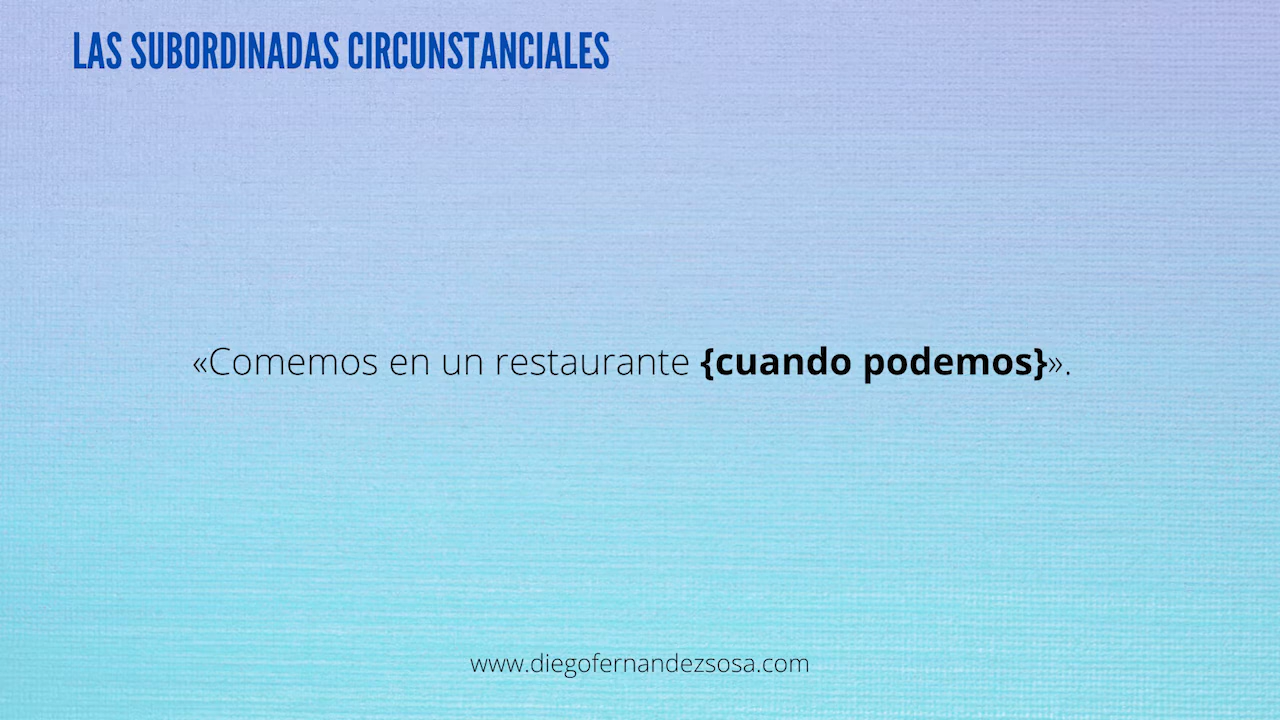 LAS SUBORDINADAS CIRCUNSTANCIALES
«Comemos en un restaurante {cuando podemos}».
www.diegofernandezsosa.com